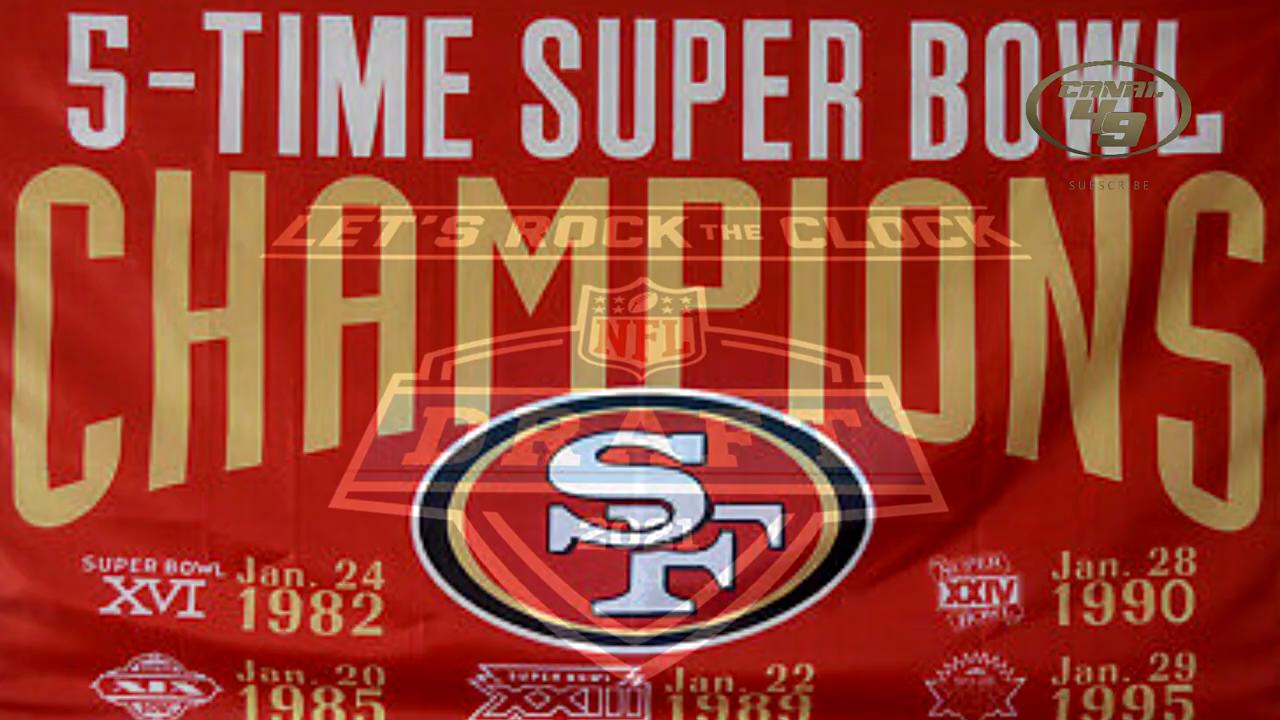 5-TIME SUPER BOWL
CANAL
49
SUBSCRIBE
CHAMPIONS
LET'S ROCK THE CLOCK
NFL
DRAFT
2021
SF
SUPER BOWL
XVI
Jan. 24
1982
SUPER
XXIV
BOWL
Jan. 28
1990
XIX
Jan. 20
1985
SUPER BOWL
XXIII
Jan. 22
1989
Jan. 29
1995